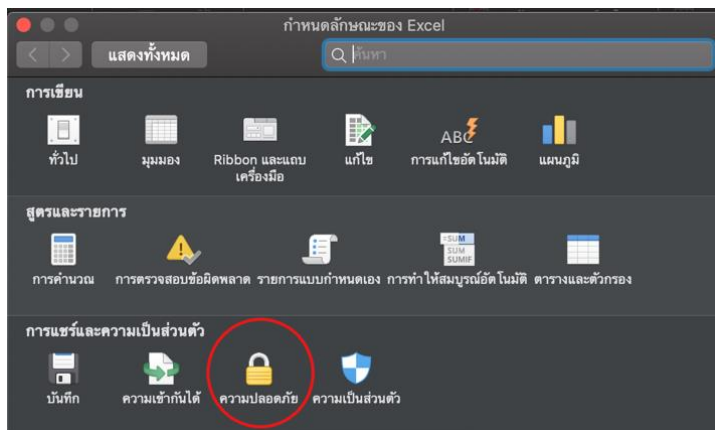 กำหนดลักษณะของ Excel
แสดงทั้งหมด
ค้นหา
การเขียน
ทั่วไป
มุมมอง
Ribbon และแถบ
เครื่องมือ
แก้ไข
ABC
การแก้ไขอัตโนมัติ
แผนภูมิ
สูตรและรายการ
=SUM
SUM
SUMIF
การคำนวณ
การตรวจสอบข้อผิดพลาด
รายการแบบกำหนดเอง
การทำให้สมบูรณ์อัตโนมัติ
ตารางและตัวกรอง
การแชร์และความเป็นส่วนตัว
บันทึก
ความเข้ากันได้
ความปลอดภัย
ความเป็นส่วนตัว